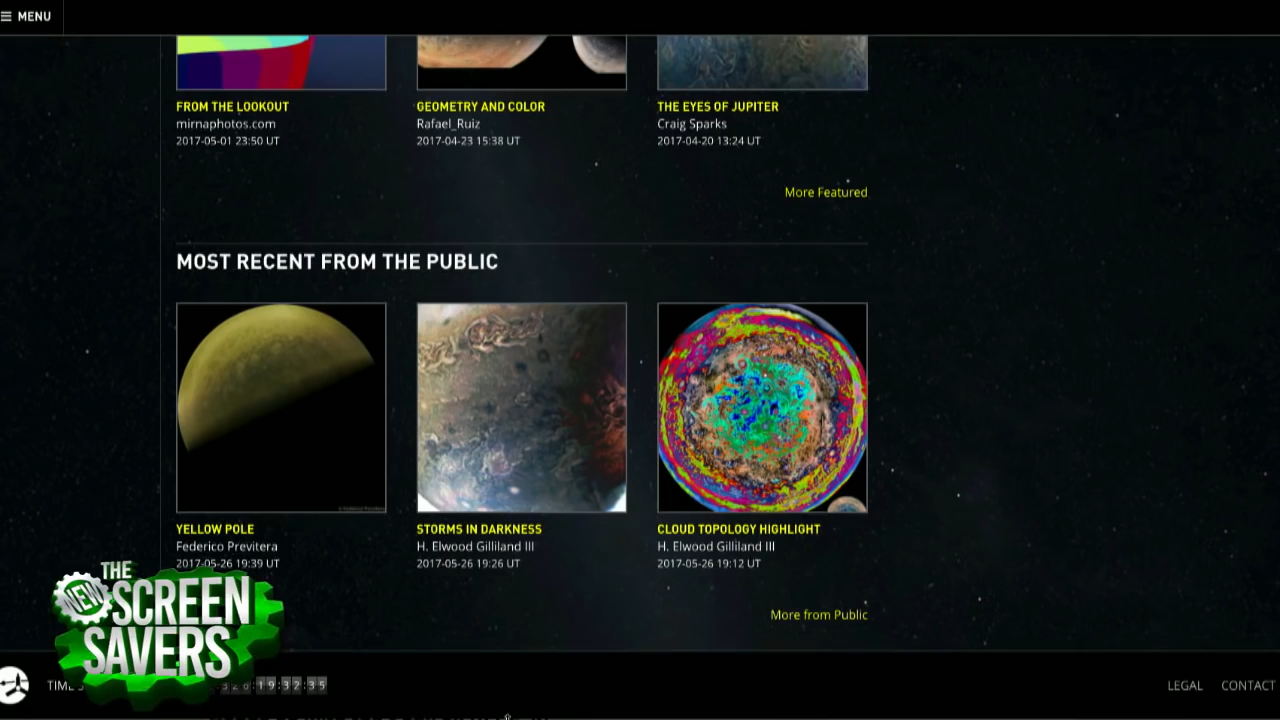 MENU
FROM THE LOOKOUT
mirnaphotos.com
2017-05-01 23:50 UT
GEOMETRY AND COLOR
Rafael_Ruiz
2017-04-23 15:38 UT
THE EYES OF JUPITER
Craig Sparks
2017-04-20 13:24 UT
More Featured
MOST RECENT FROM THE PUBLIC
YELLOW POLE
Federico Previtera
2017-05-26 19:39 UT
STORMS IN DARKNESS
H. Elwood Gilliland III
2017-05-26 19:26 UT
CLOUD TOPOLOGY HIGHLIGHT
H. Elwood Gilliland III
2017-05-26 19:12 UT
More from Public
THE
NEW
SCREEN
SAVERS
:19:32:35
LEGAL
CONTACT